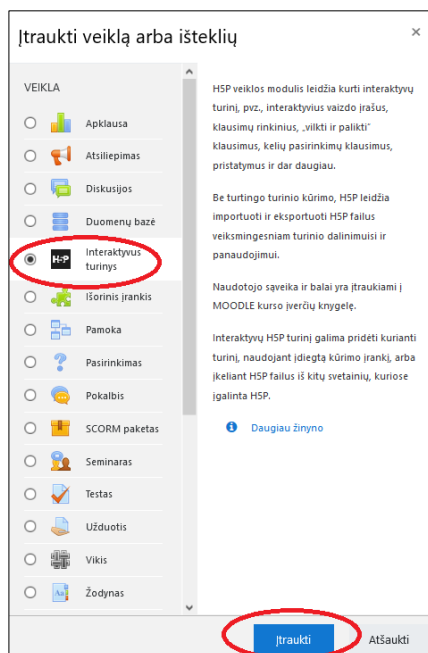 Įtraukti veiklą arba išteklių
×
VEIKLA
Apklausa
Atsiliepimas
Diskusijos
Duomenų bazė
H5P
Interaktyvus
turinys
Išorinis įrankis
Pamoka
Pasirinkimas
Pokalbis
SCORM paketas
Seminaras
Testas
Užduotis
Vikis
Žodynas
H5P veiklos modulis leidžia kurti interaktyvų
turinį, pvz., interaktyvius vaizdo įrašus,
klausimų rinkinius, „vilkti ir palikti“
klausimus, kelių pasirinkimų klausimus,
pristatymus ir dar daugiau.
Be turtingo turinio kūrimo, H5P leidžia
importuoti ir eksportuoti H5P failus
veiksmingesniam turinio dalinimuisi ir
panaudojimui.
Naudotojo sąveika ir balai yra įtraukiami į
MOODLE kurso įverčių knygelę.
Interaktyvų H5P turinį galima pridėti kurianti
turinį, naudojant įdiegtą kūrimo įrankį, arba
įkeliant H5P failus iš kitų svetainių, kuriose
įgalinta H5P.
Daugiau žinyno
Įtraukti
Atšaukti